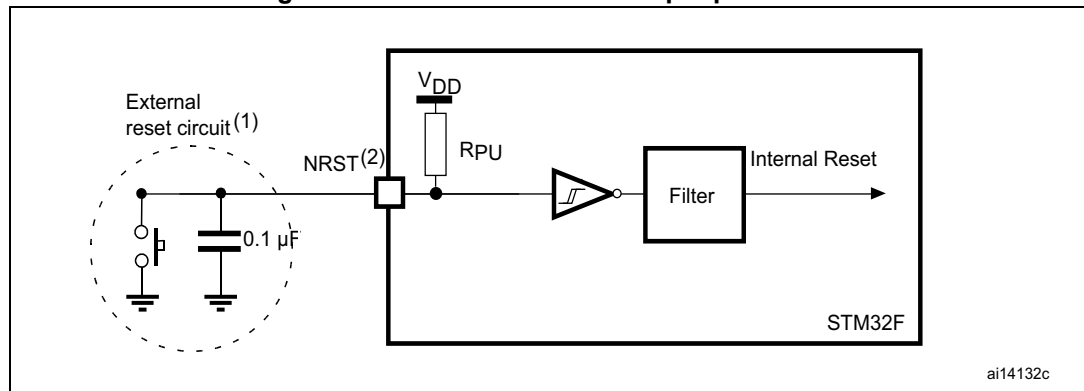 External
reset circuit(1)
NRST(2)
VDD
RPU
Internal Reset
Filter
0.1 µF
STM32F
ai14132c